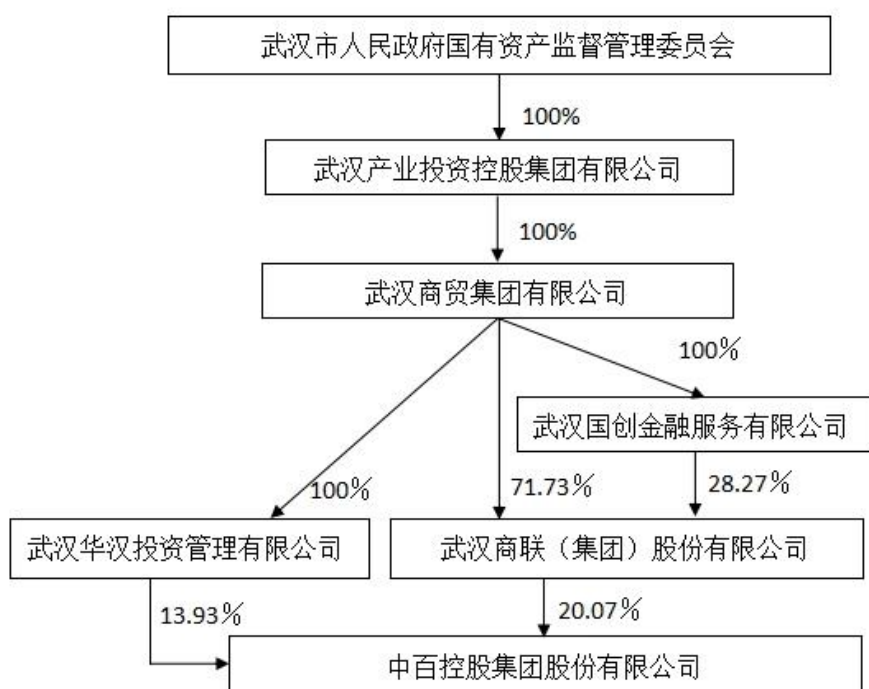 武汉市人民政府国有资产监督管理委员会
100%
武汉产业投资控股集团有限公司
100%
武汉商贸集团有限公司
100%
武汉国创金融服务有限公司
100%
71.73%
28.27%
武汉华汉投资管理有限公司
武汉商联（集团）股份有限公司
13.93%
20.07%
中百控股集团股份有限公司